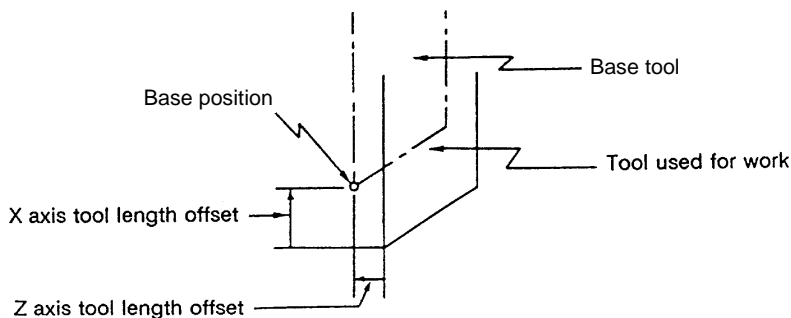 Base tool
Base position
Tool used for work
X axis tool length offset
Z axis tool length offset